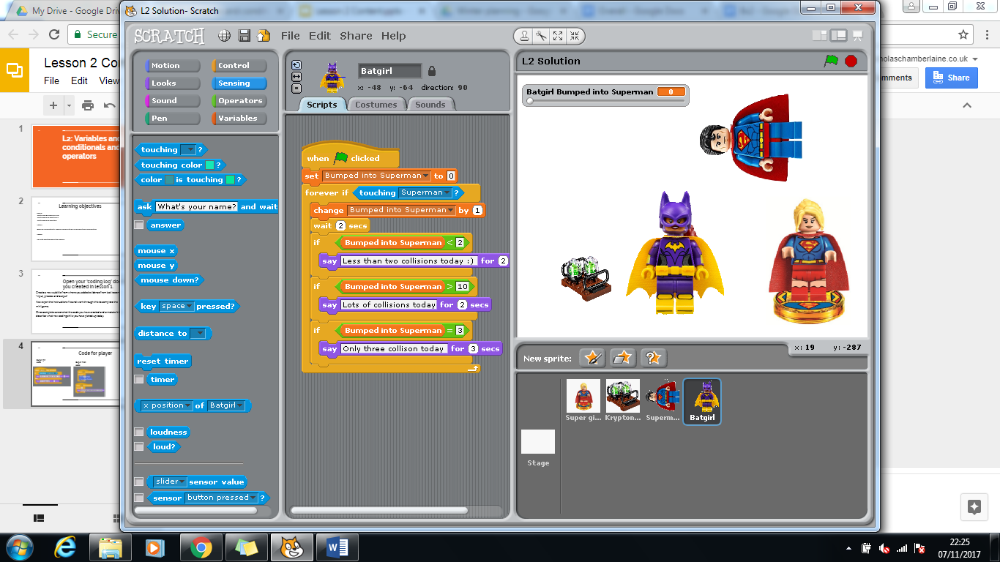 My Drive - Google Driv
L2 Solution- Scratch
Secure
SCRATCH
File Edit Share Help
holaschamberlaine.co.uk
Lesson 2 Co
File Edit View
mments
Share
Motion
Control
Looks
Sensing
Sound
Operators
Pen
Variables
touching ?
touching color ?
color is touching ?
ask What's your name? and wait
answer
mouse x
mouse y
mouse down?
key space pressed?
distance to
reset timer
timer
x position of Batgirl
loudness
loud?
slider sensor value
sensor button pressed ?
Batgirl
x: -48 y: -64 direction: 90
Scripts Costumes Sounds
when clicked
set Bumped into Superman to 0
forever if touching Superman ?
change Bumped into Superman by 1
wait 2 secs
if Bumped into Superman < 2
say Less than two collisions today :) for 2
if Bumped into Superman > 10
say Lots of collisions today for 2 secs
if Bumped into Superman = 3
say Only three collison today for 3 secs
L2 Solution
Batgirl Bumped into Superman 0
x: 19 y: -287
New sprite:
Super gi...
Krypton...
Superm...
Batgirl
Stage
1
L2: Variables an
conditionals an
operators
2
Learning objectives
3
Open your 'coding log' do
you created in lesson 1.
4
Code for player
22:25
07/11/2017